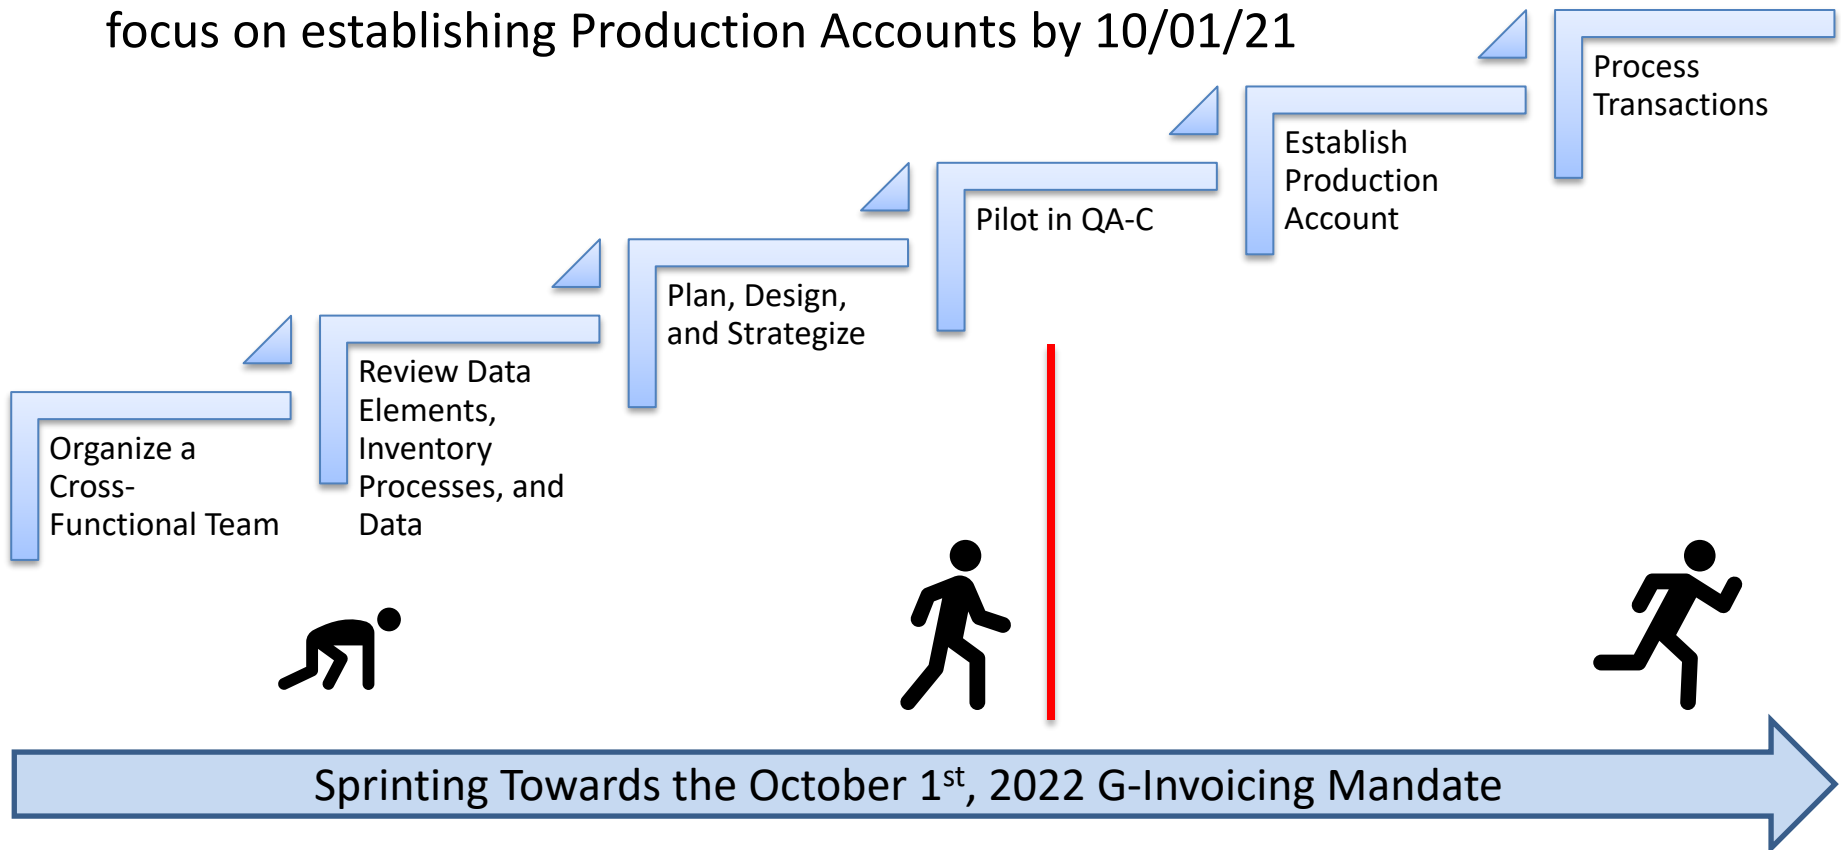 focus on establishing Production Accounts by 10/01/21
Process
Transactions
Establish
Production
Account
Pilot in QA-C
Plan, Design,
and Strategize
Review Data
Elements,
Inventory
Processes, and
Data
Organize a
Cross-
Functional Team
Sprinting Towards the October 1st, 2022 G-Invoicing Mandate